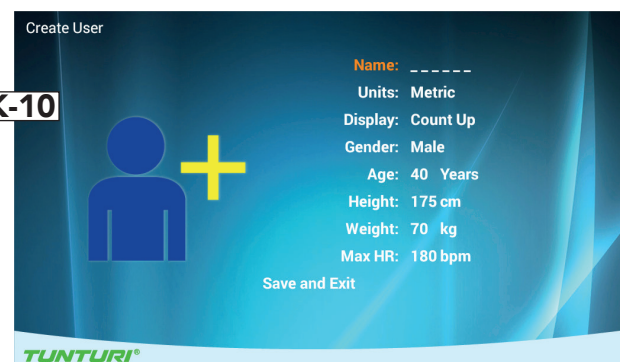 Create User
Name: _ _ _ _ _ _
K-10
Units: Metric
Display: Count Up
Gender: Male
Age: 40 Years
Height: 175 cm
Weight: 70 kg
Max HR: 180 bpm
Save and Exit
TUNTURI®